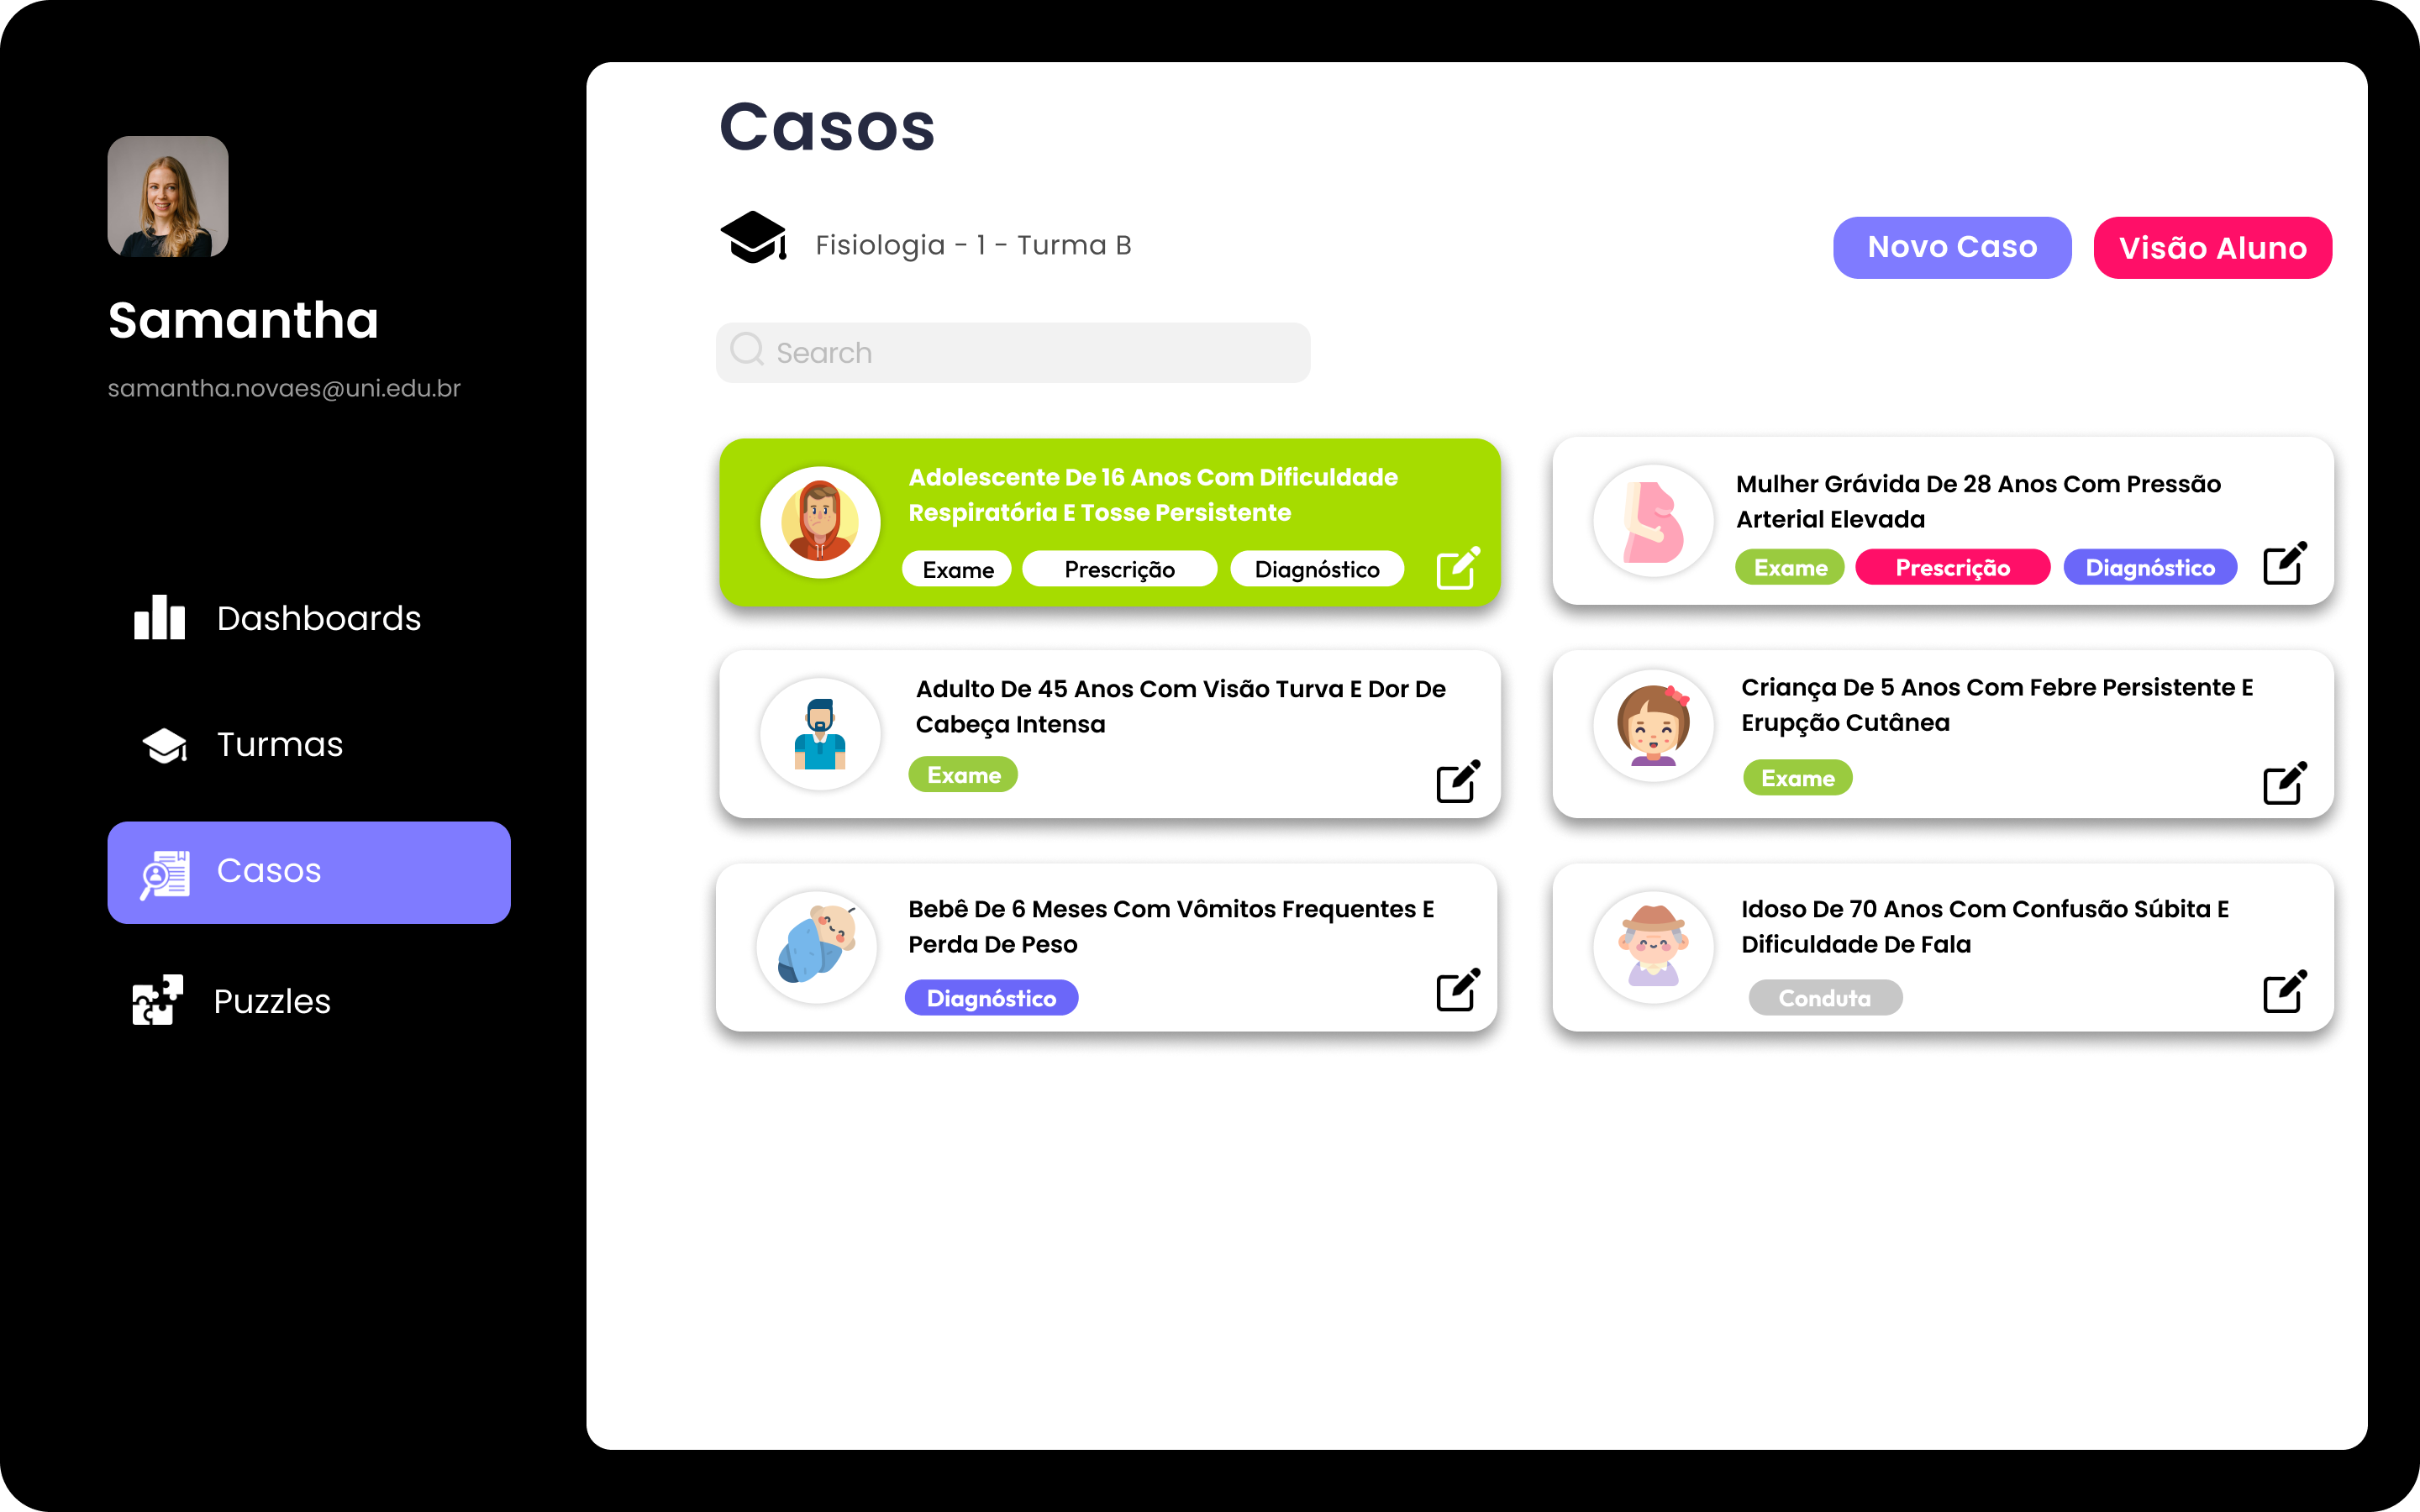 Samantha
samantha.novaes@uni.edu.br
Dashboards
Turmas
Casos
Puzzles
Casos
Fisiologia - 1 - Turma B
Novo Caso
Visão Aluno
Search
Adolescente De 16 Anos Com Dificuldade
Respiratória E Tosse Persistente
Exame
Prescrição
Diagnóstico
Mulher Grávida De 28 Anos Com Pressão
Arterial Elevada
Exame
Prescrição
Diagnóstico
Adulto De 45 Anos Com Visão Turva E Dor De
Cabeça Intensa
Exame
Criança De 5 Anos Com Febre Persistente E
Erupção Cutânea
Exame
Bebê De 6 Meses Com Vômitos Frequentes E
Perda De Peso
Diagnóstico
Idoso De 70 Anos Com Confusão Súbita E
Dificuldade De Fala
Conduta